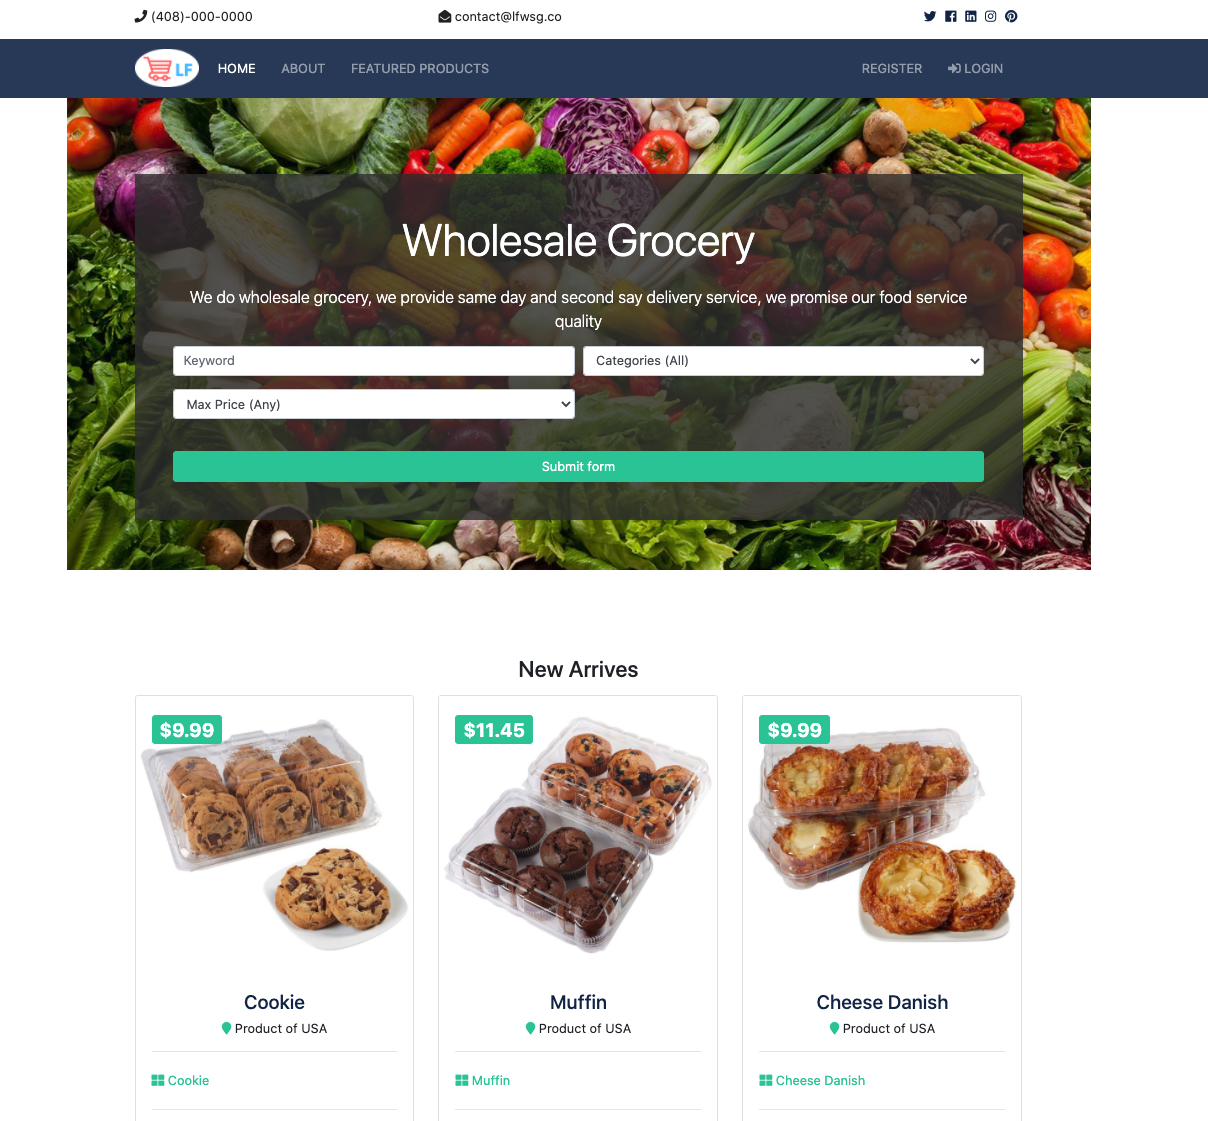 (408)-000-0000 contact@lfwsg.co
LF HOME ABOUT FEATURED PRODUCTS REGISTER LOGIN
Wholesale Grocery
We do wholesale grocery, we provide same day and second say delivery service, we promise our food service
quality
Keyword Categories (All)
Max Price (Any)
Submit form
New Arrives
$9.99 $11.45 $9.99
Cookie Muffin Cheese Danish
Product of USA Product of USA Product of USA
Cookie Muffin Cheese Danish